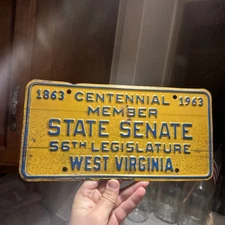 1863 CENTENNIAL 1963
MEMBER
STATE SENATE
56TH LEGISLATURE
WEST VIRGINIA